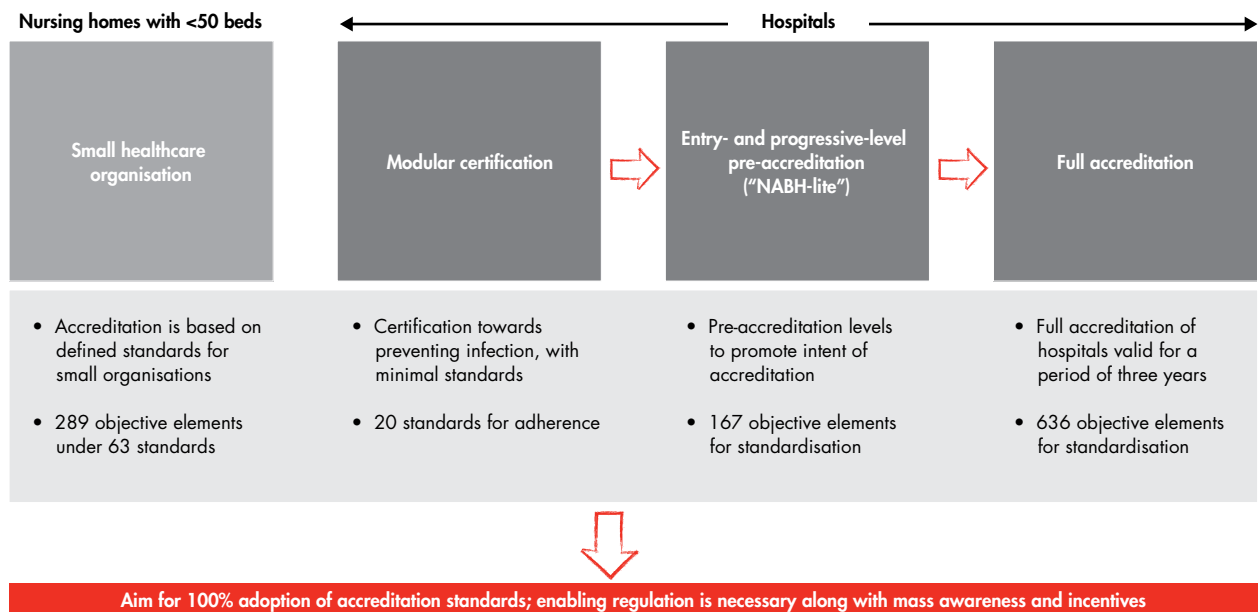 Nursing homes with <50 beds
Hospitals
Small healthcare
organisation
Modular certification
Entry- and progressive-level
pre-accreditation
(“NABH-lite”)
Full accreditation
• Accreditation is based on
defined standards for
small organisations
• 289 objective elements
under 63 standards
• Certification towards
preventing infection, with
minimal standards
• 20 standards for adherence
• Pre-accreditation levels
to promote intent of
accreditation
• 167 objective elements
for standardisation
• Full accreditation of
hospitals valid for a
period of three years
• 636 objective elements
for standardisation
Aim for 100% adoption of accreditation standards; enabling regulation is necessary along with mass awareness and incentives